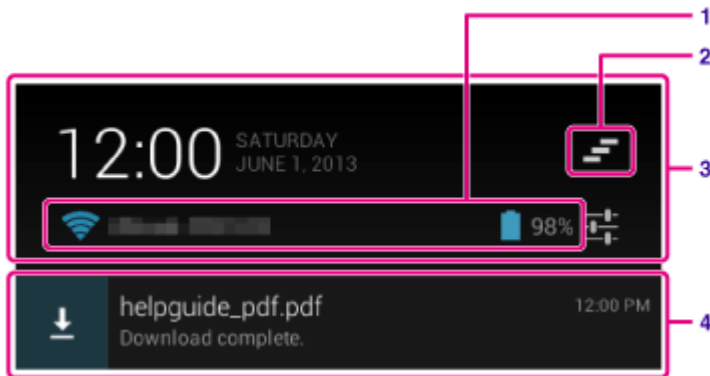 1
2
12:00 SATURDAY
JUNE 1, 2013
3
98%
helpguide_pdf.pdf 12:00 PM
Download complete.
4